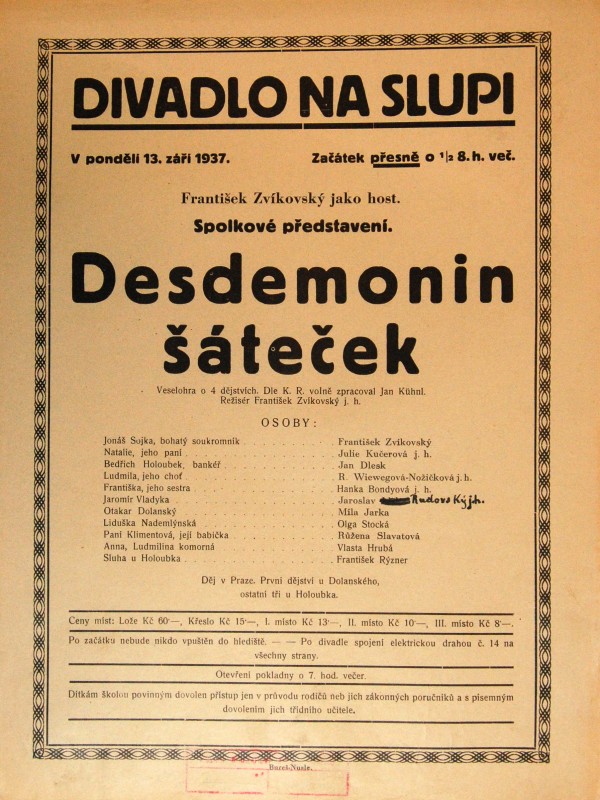 DIVADLO NA SLUPI
V pondělí 13. září 1937. Začátek přesně o ½8. h. več.
František Zvíkovský jako host.
Spolkové představení.
Desdemonin
šáteček
Veselohra o 4 dějstvích. Dle K. R. volně zpracoval Jan Kühnl.
Režisér František Zvíkovský j. h.
OSOBY:
Jonáš Sojka, bohatý soukromník František Zvíkovský
Natalie, jeho paní Julie Kučerová j. h.
Bedřich Holoubek, bankéř Jan Dlesk
Ludmila, jeho choť R. Wiewegová-Nožičková j. h.
Františka, jeho sestra Hanka Bondyová j. h.
Jaromír Vladyka Jaroslav Rudovský j.h.
Otakar Dolanský Míla Jarka
Liduška Nademlýnská Olga Stocká
Paní Klimentová, její babička Růžena Slavatová
Anna, Ludmilina komorná Vlasta Hrubá
Sluha u Holoubka František Rýzner
Děj v Praze. První dějství u Dolanského,
ostatní tři u Holoubka.
Ceny míst: Lože Kč 60·—, Křeslo Kč 15·—, I. místo Kč 13·—, II. místo Kč 10·—, III. místo Kč 8·—.
Po začátku nebude nikdo vpuštěn do hlediště. — — Po divadle spojení elektrickou drahou č. 14 na
všechny strany.
Otevření pokladny o 7. hod. večer.
Dítkám školou povinným dovolen přístup jen v průvodu rodičů neb jich zákonných poručníků a s písemným
dovolením jich třídního učitele.
Bureš-Nusle.